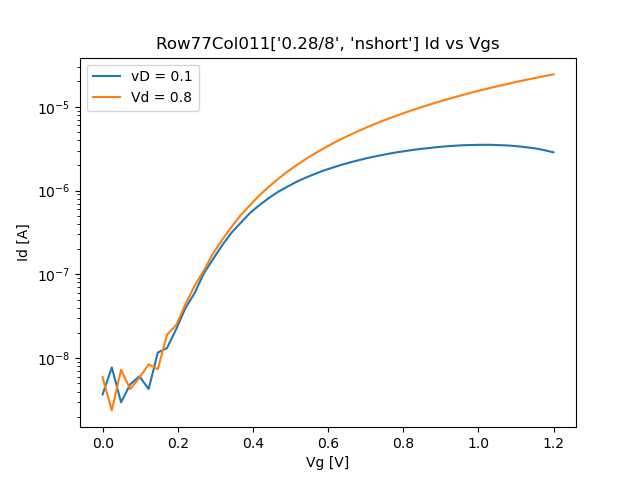 Row77Col011['0.28/8', 'nshort'] Id vs Vgs
vD = 0.1
Vd = 0.8
Id [A]
10⁻⁵
10⁻⁶
10⁻⁷
10⁻⁸
0.0 0.2 0.4 0.6 0.8 1.0 1.2
Vg [V]